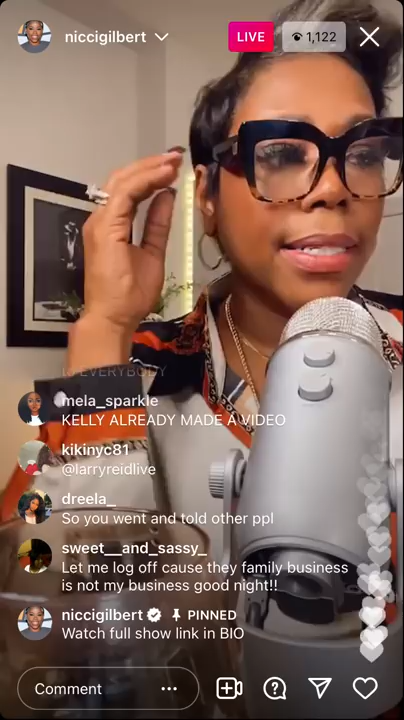 niccigilbert
LIVE
1,122
EVERYBODY
mela_sparkle
KELLY ALREADY MADE A VIDEO
kikinyc81
@larryreidlive
dreela_
So you went and told other ppl
sweet__and_sassy_
Let me log off cause they family business
is not my business good night!!
niccigilbert PINNED
Watch full show link in BIO
Comment